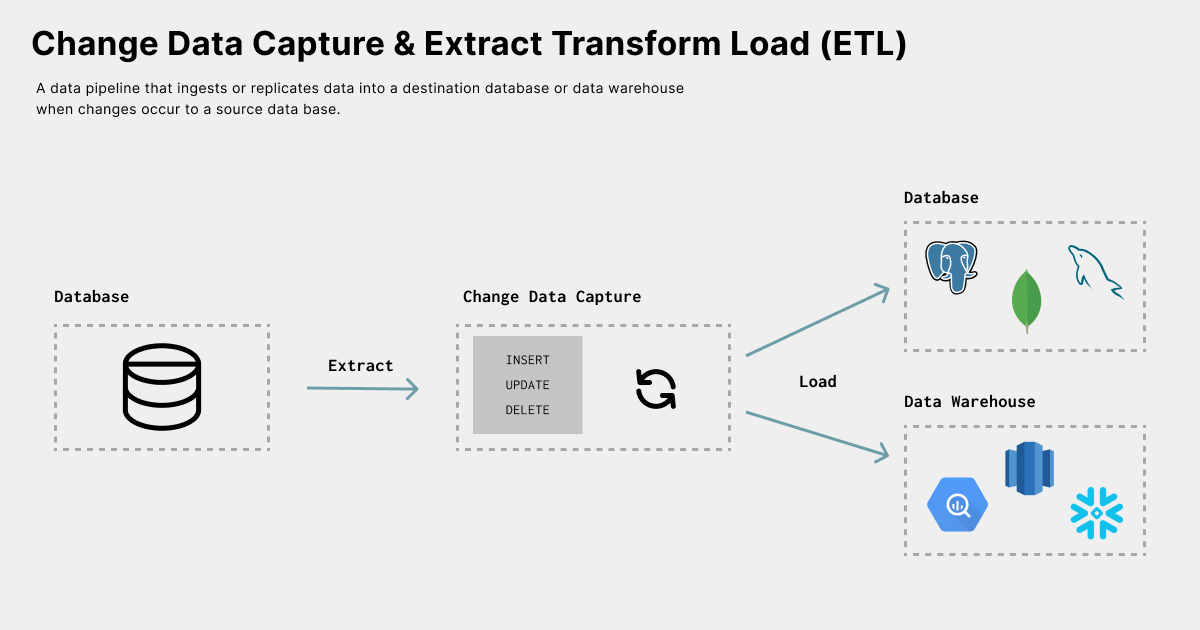 Change Data Capture & Extract Transform Load (ETL)
A data pipeline that ingests or replicates data into a destination database or data warehouse
when changes occur to a source data base.
Database
Extract
Change Data Capture
INSERT
UPDATE
DELETE
Load
Database
Data Warehouse